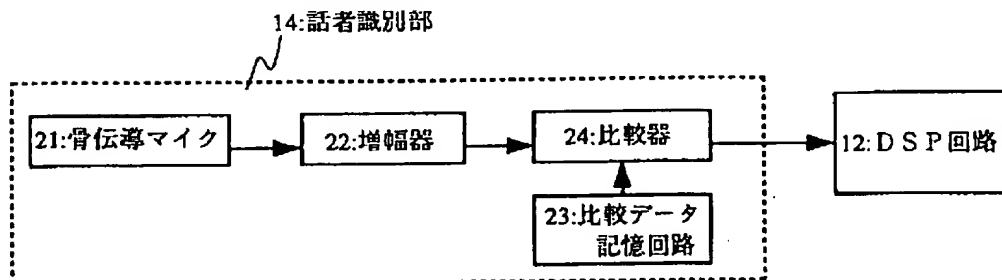 14:話者識別部
21:骨伝導マイク
22:増幅器
24:比較器
12:DSP回路
23:比較データ
記憶回路